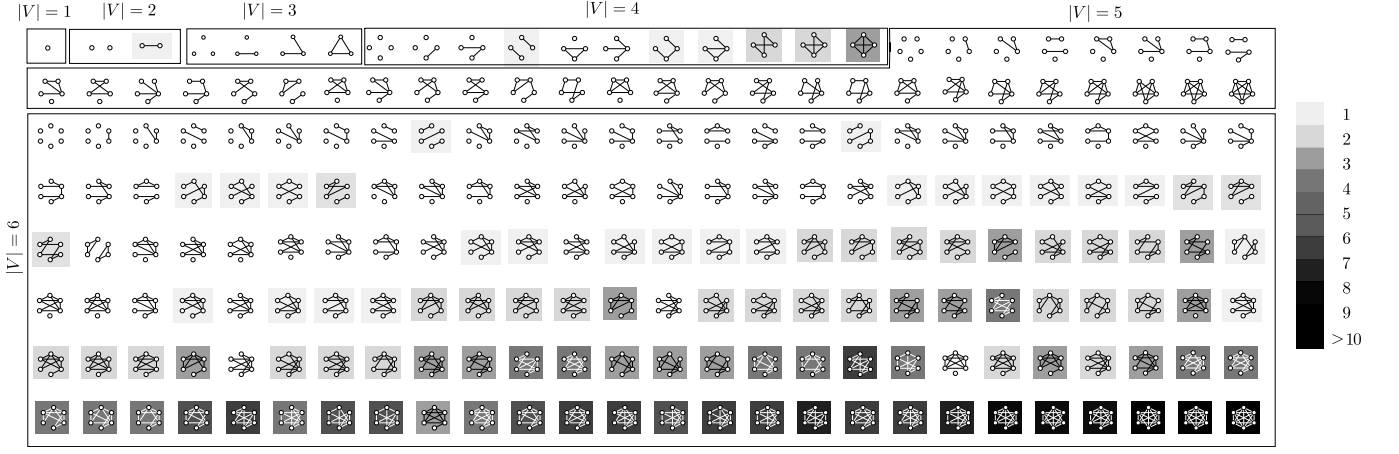 |V| = 1
|V| = 2
|V| = 3
|V| = 4
|V| = 5
|V| = 6
1
2
3
4
5
6
7
8
9
>10